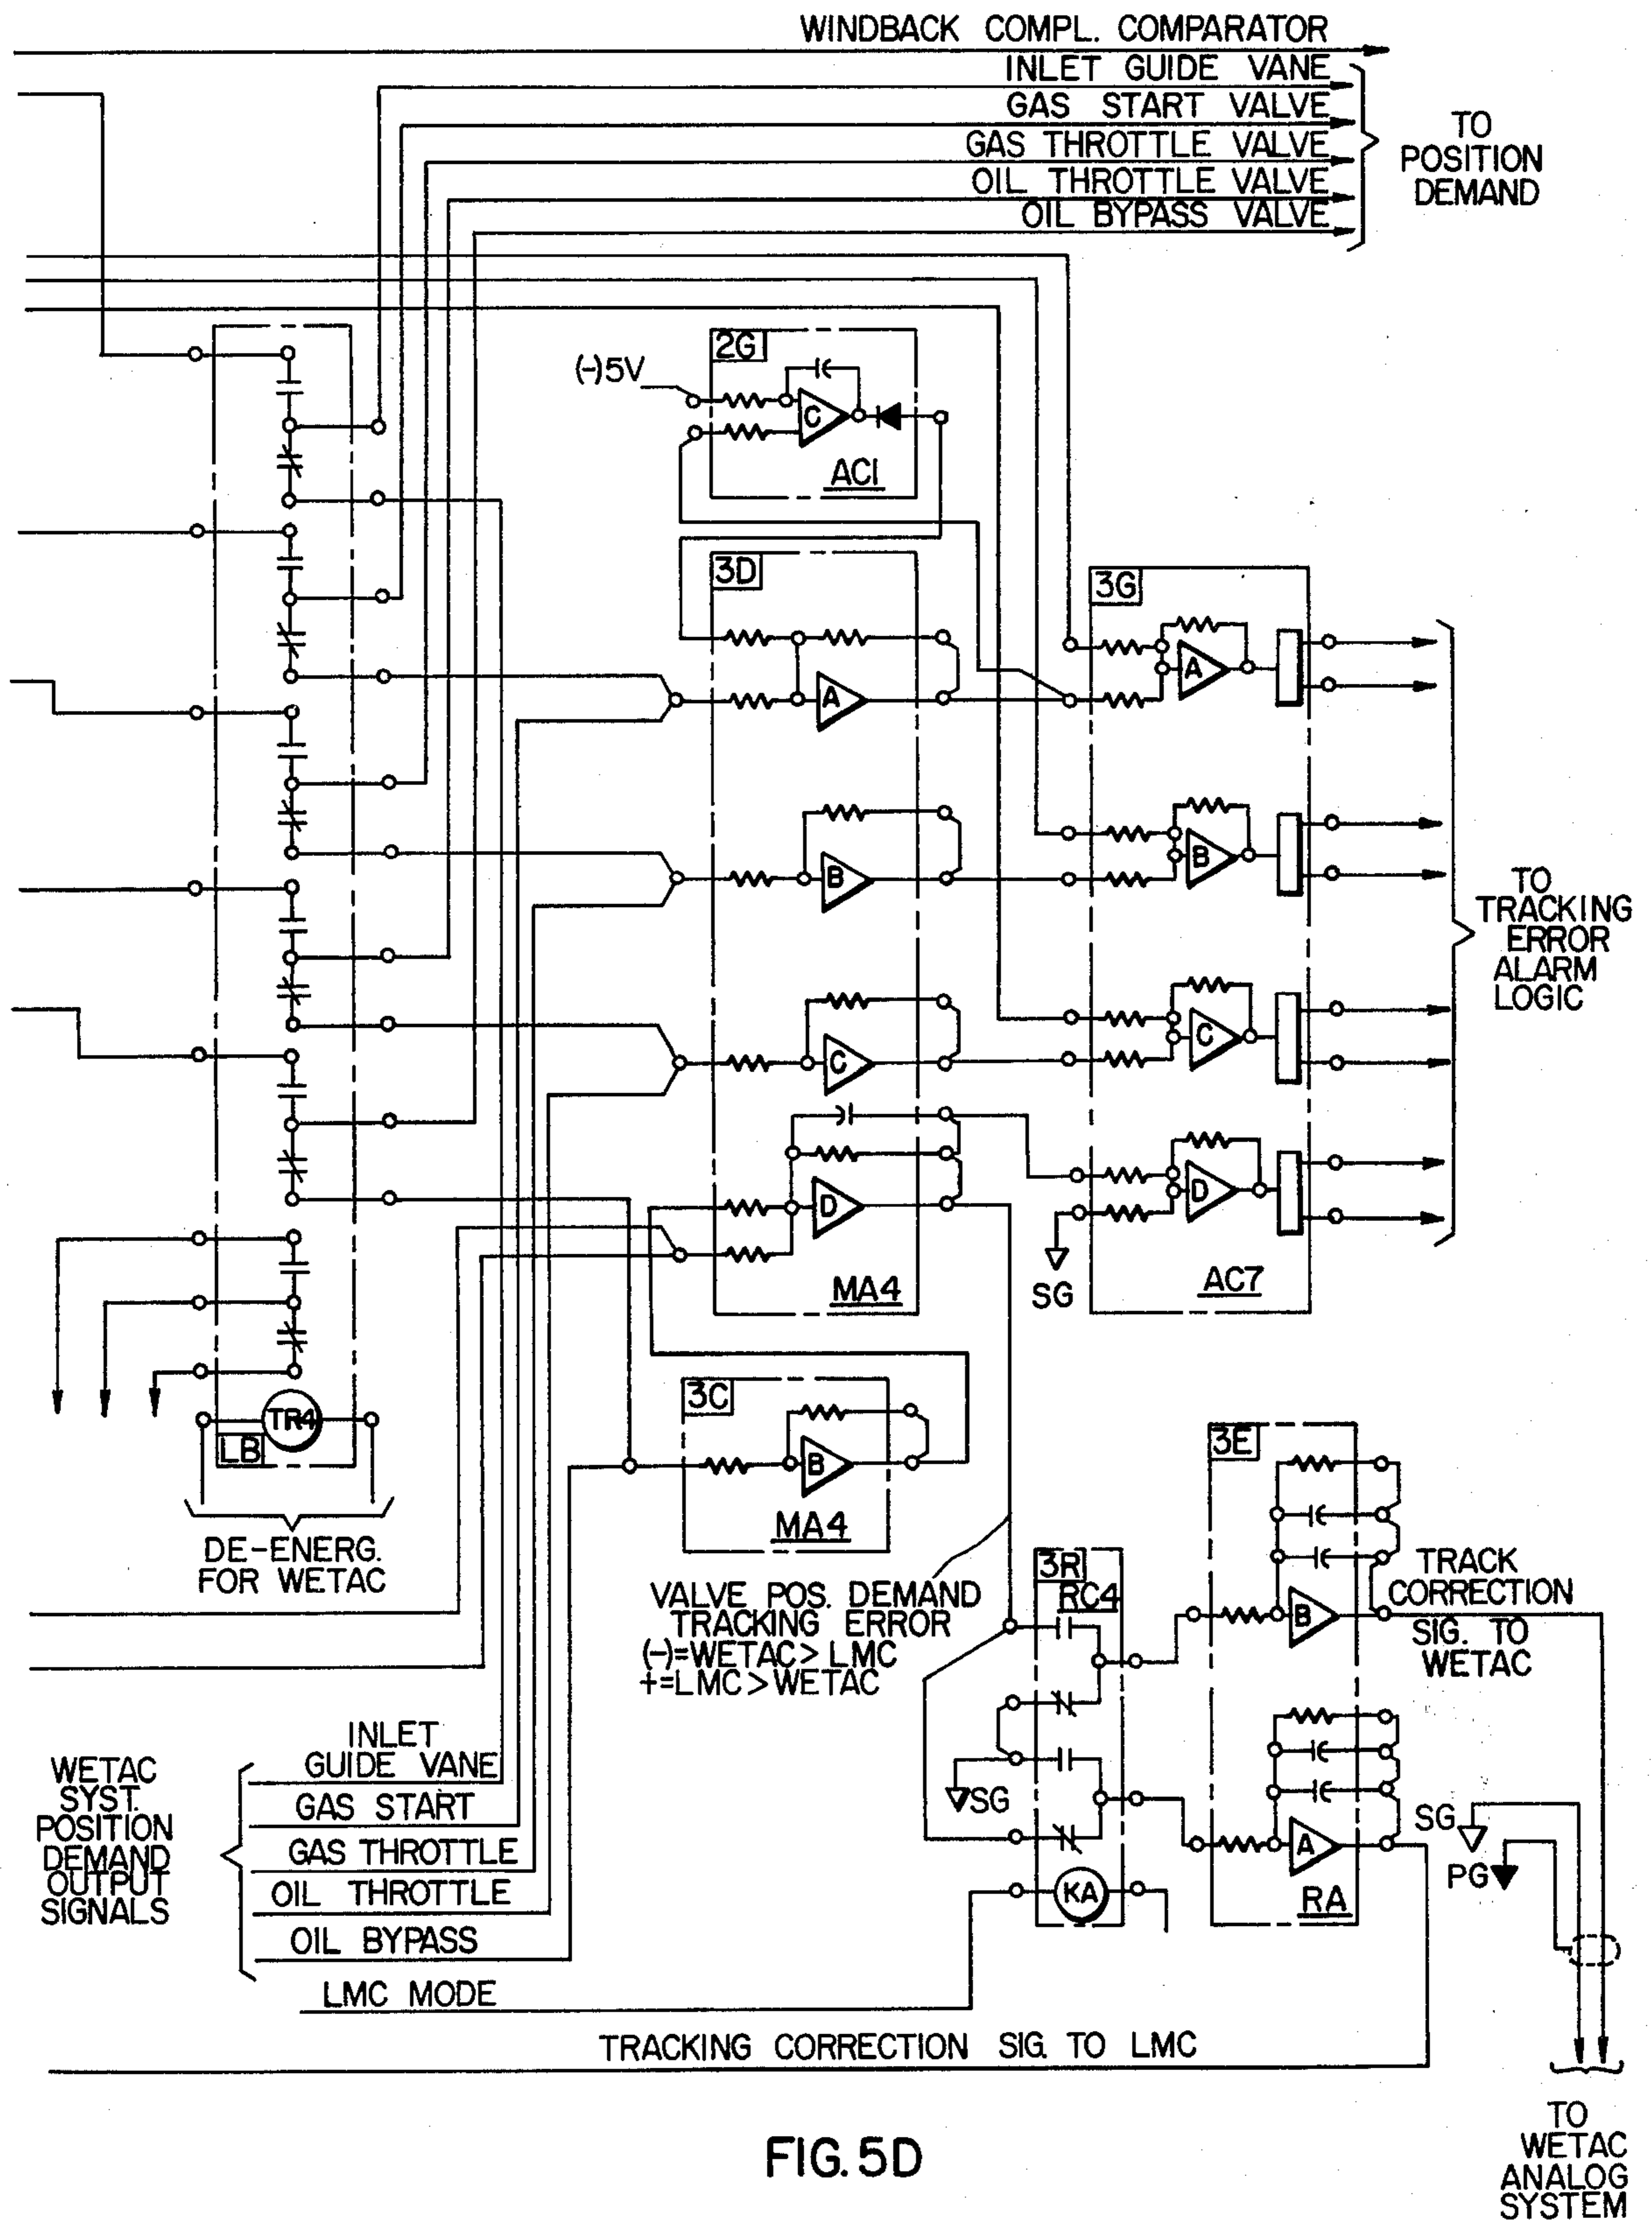 WINDBACK COMPL. COMPARATOR
INLET GUIDE VANE
GAS START VALVE
GAS THROTTLE VALVE
OIL THROTTLE VALVE
OIL BYPASS VALVE
TO
POSITION
DEMAND
2G
(-)5V
C
AC1
3D
3G
A
A
B
B
TO
TRACKING
ERROR
ALARM
LOGIC
C
C
D
D
MA4
AC7
SG
TR4
LB
DE-ENERG.
FOR WETAC
3C
B
MA4
3E
VALVE POS. DEMAND
TRACKING ERROR
(-)=WETAC > LMC
+=LMC > WETAC
3R
RC4
B
TRACK
CORRECTION
SIG. TO
WETAC
SG
KA
A
RA
SG
PG
WETAC
SYST.
POSITION
DEMAND
OUTPUT
SIGNALS
INLET
GUIDE VANE
GAS START
GAS THROTTLE
OIL THROTTLE
OIL BYPASS
LMC MODE
TRACKING CORRECTION SIG. TO LMC
TO
WETAC
ANALOG
SYSTEM
FIG. 5D